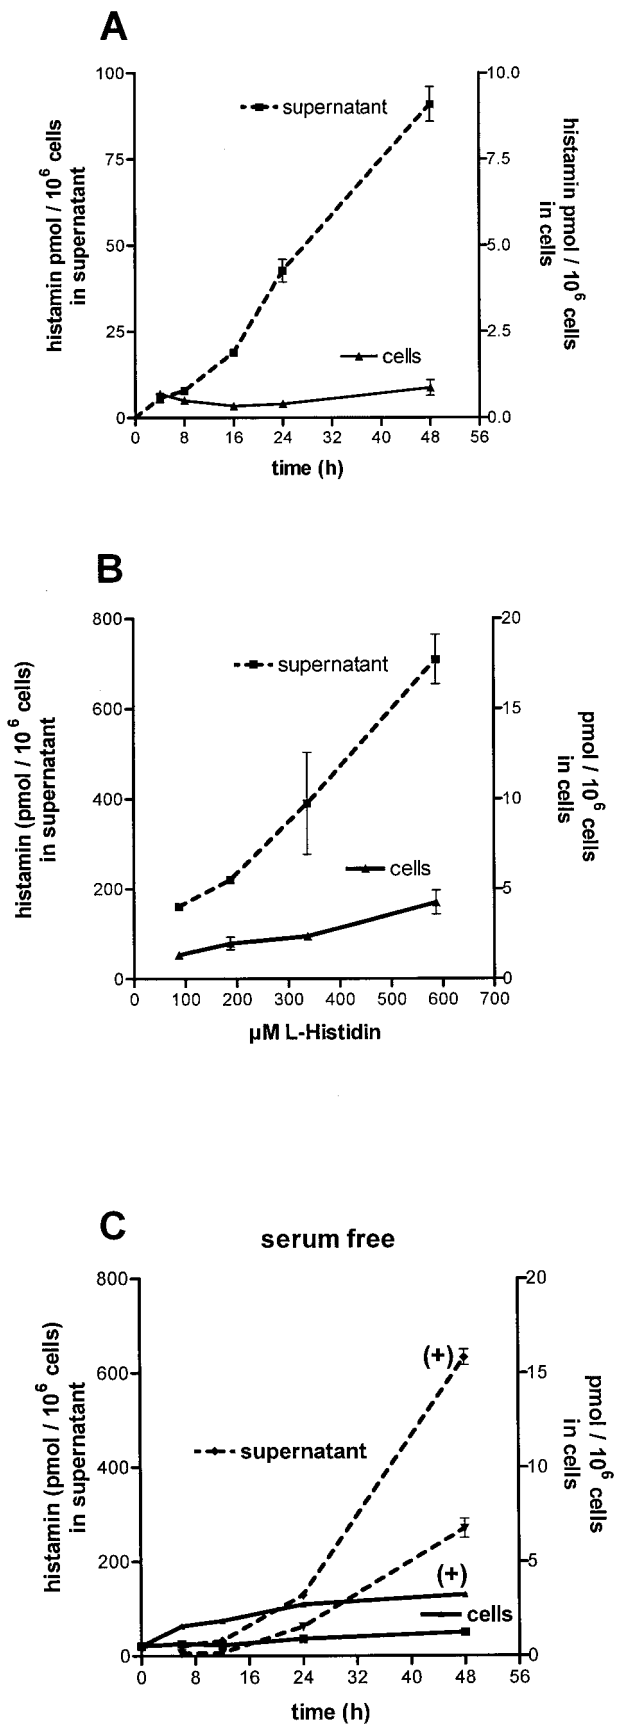 A
histamin pmol / 10⁶ cells
in supernatant
100
75
50
25
0
supernatant
cells
10.0
7.5
5.0
2.5
0.0
histamin pmol / 10⁶ cells
in cells
0 8 16 24 32 40 48 56
time (h)
B
histamin (pmol / 10⁶ cells)
in supernatant
800
600
400
200
0
supernatant
cells
20
15
10
5
0
pmol / 10⁶ cells
in cells
0 100 200 300 400 500 600 700
µM L-Histidin
C
serum free
histamin (pmol / 10⁶ cells)
in supernatant
800
600
400
200
0
(+)
supernatant
(+)
cells
20
15
10
5
0
pmol / 10⁶ cells
in cells
0 8 16 24 32 40 48 56
time (h)